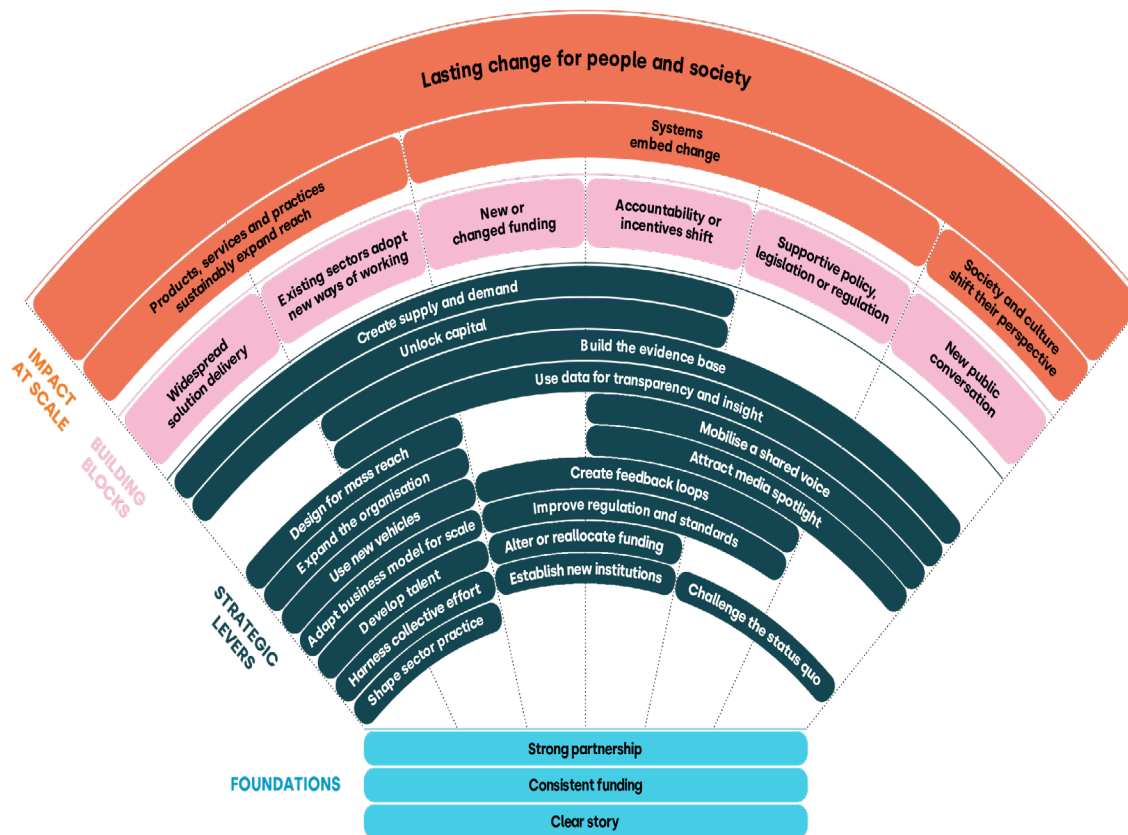 Lasting change for people and society
Systems
embed change
Products, services and practices
sustainably expand reach
Society and culture
shift their perspective
IMPACT
AT SCALE
Widespread
solution delivery
Existing sectors adopt
new ways of working
New or
changed funding
Accountability or
incentives shift
Supportive policy,
legislation or regulation
New public
conversation
BUILDING
BLOCKS
Create supply and demand
Unlock capital
Build the evidence base
Use data for transparency and insight
Mobilise a shared voice
Attract media spotlight
Design for mass reach
Expand the organisation
Use new vehicles
Adapt business model for scale
Develop talent
Harness collective effort
Shape sector practice
Create feedback loops
Improve regulation and standards
Alter or reallocate funding
Establish new institutions
Challenge the status quo
STRATEGIC
LEVERS
FOUNDATIONS
Strong partnership
Consistent funding
Clear story